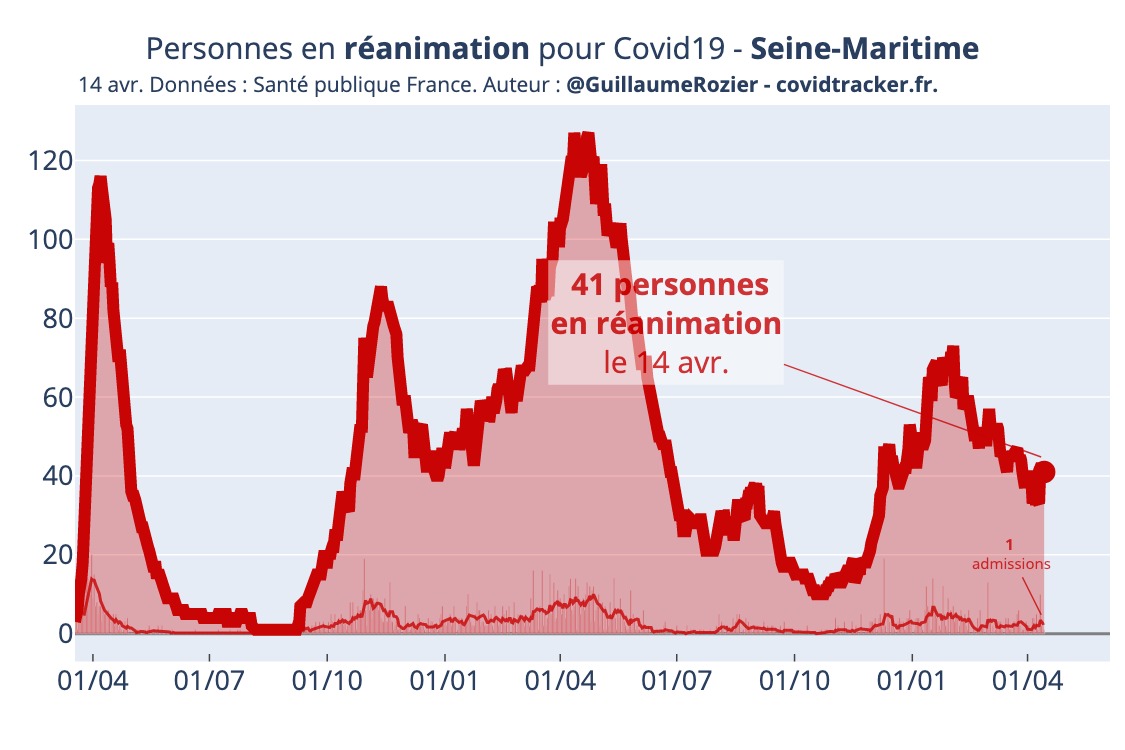 Personnes en réanimation pour Covid19 - Seine-Maritime
14 avr. Données : Santé publique France. Auteur : @GuillaumeRozier - covidtracker.fr.
120
100
80
60
40
20
0
41 personnes
en réanimation
le 14 avr.
1
admissions
01/04
01/07
01/10
01/01
01/04
01/07
01/10
01/01
01/04